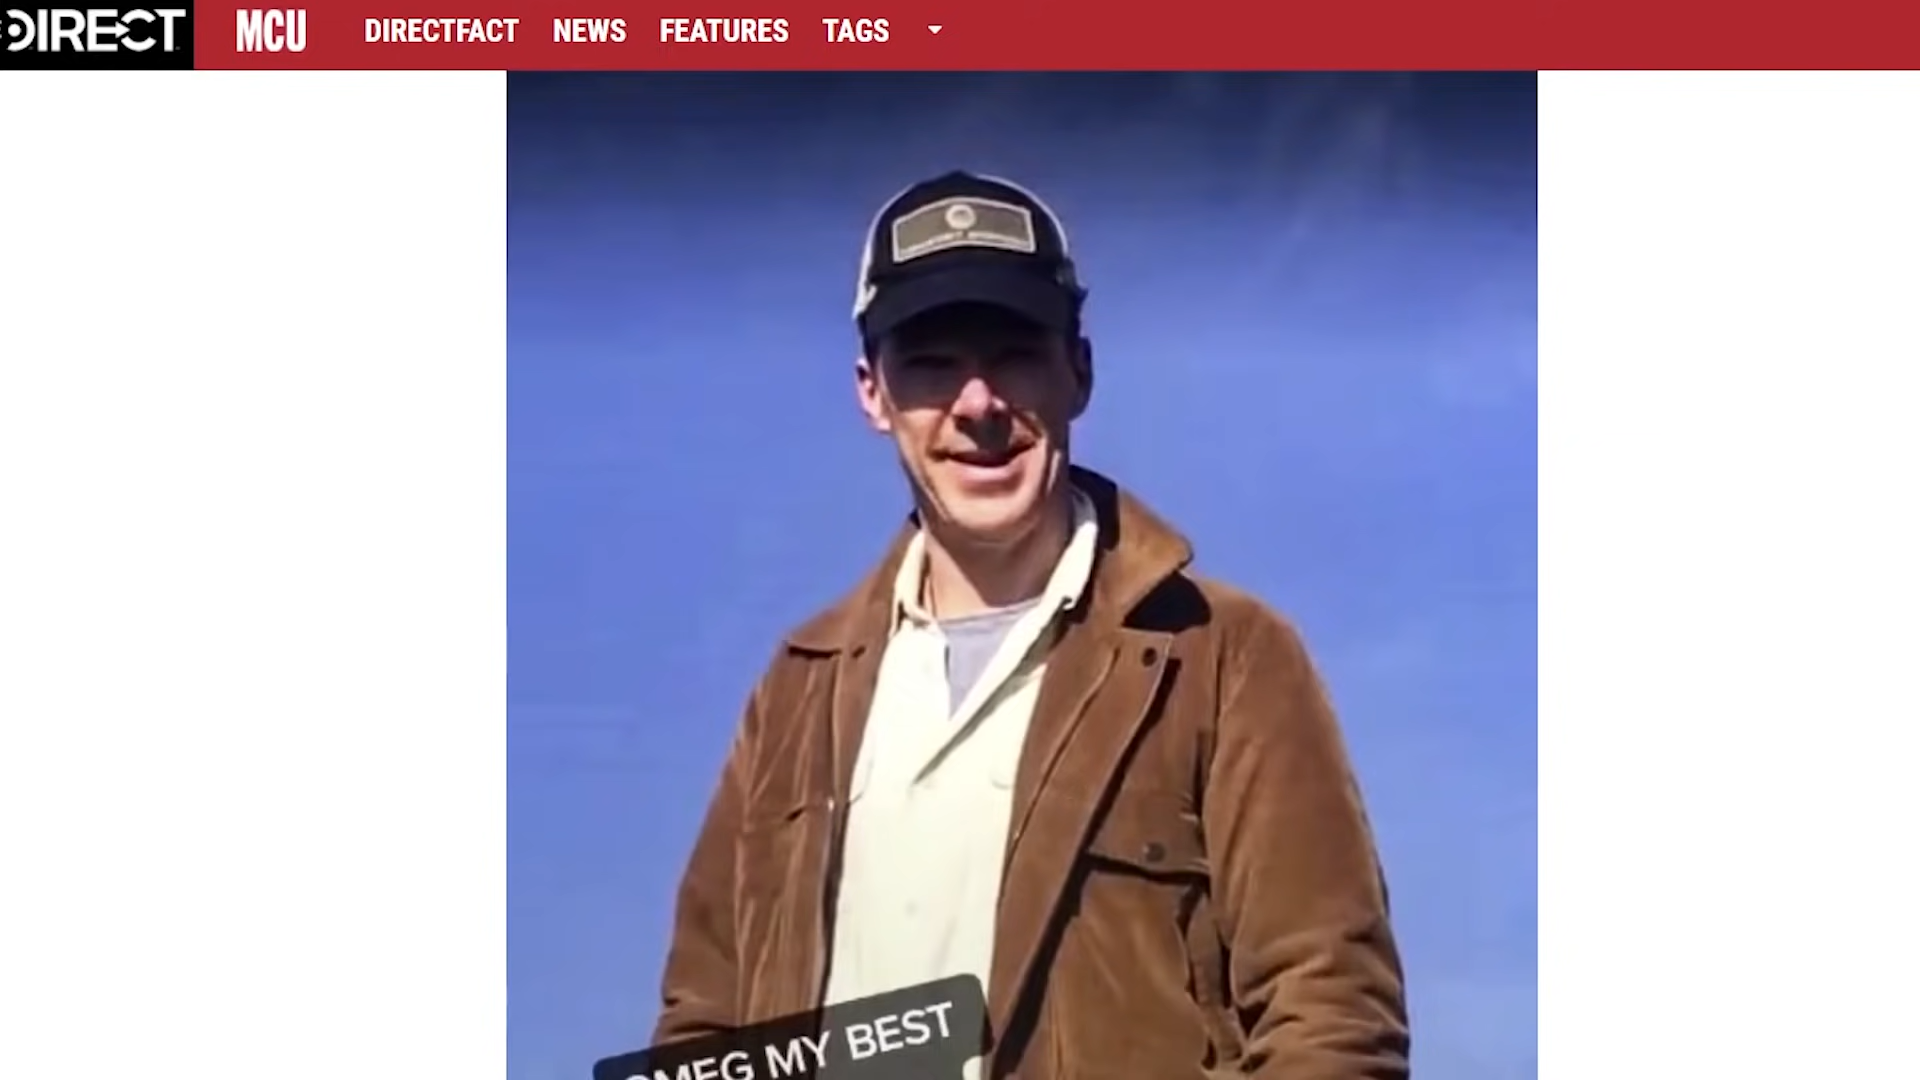 DIRECT
MCU
DIRECTFACT
NEWS
FEATURES
TAGS
MY BEST